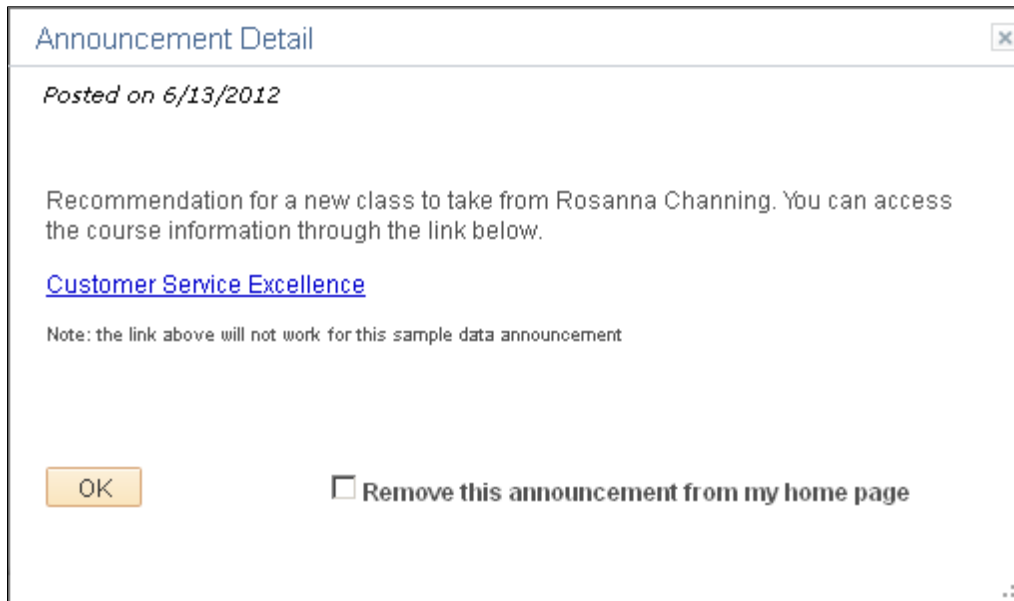 Announcement Detail
Posted on 6/13/2012
Recommendation for a new class to take from Rosanna Channing. You can access
the course information through the link below.
Customer Service Excellence
Note: the link above will not work for this sample data announcement
OK
Remove this announcement from my home page